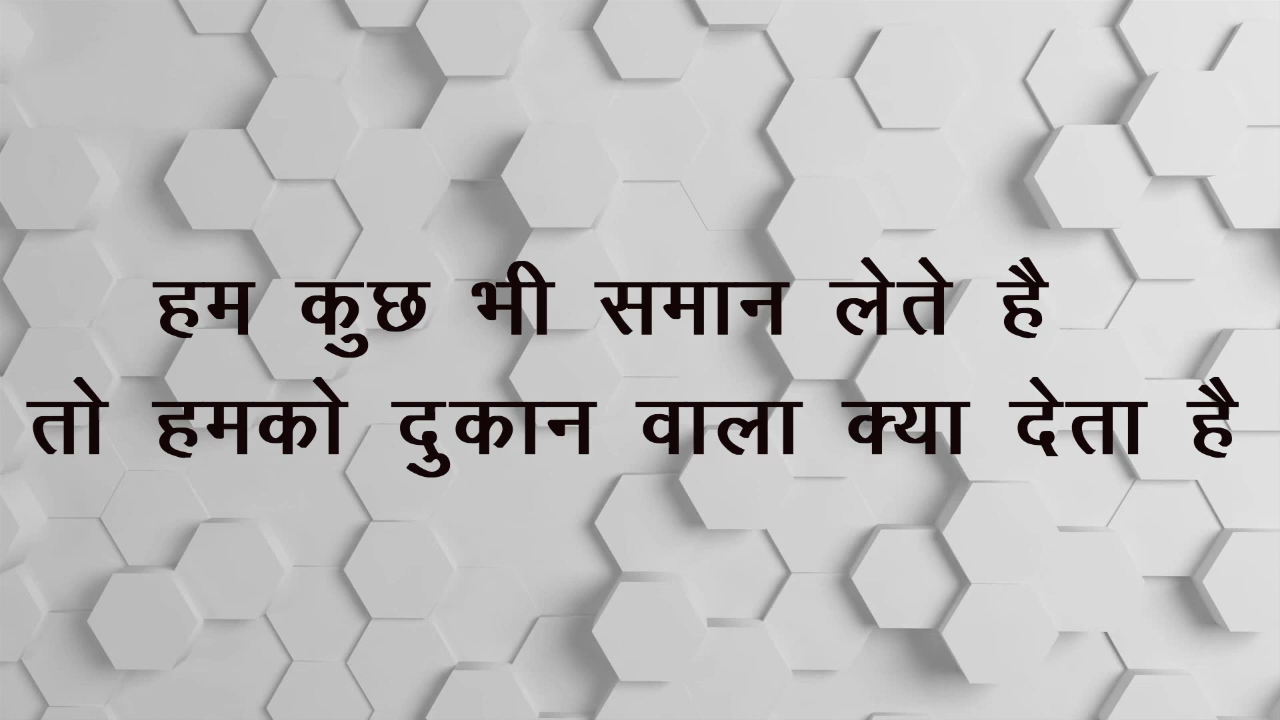 हम कुछ भी समान लेते है
तो हमको दुकान वाला क्या देता है